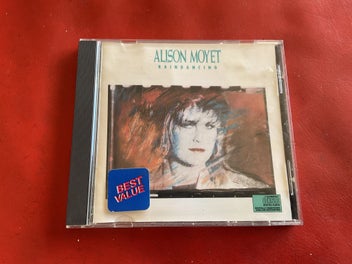 ALISON MOYET
RAINDANCING
BEST
VALUE